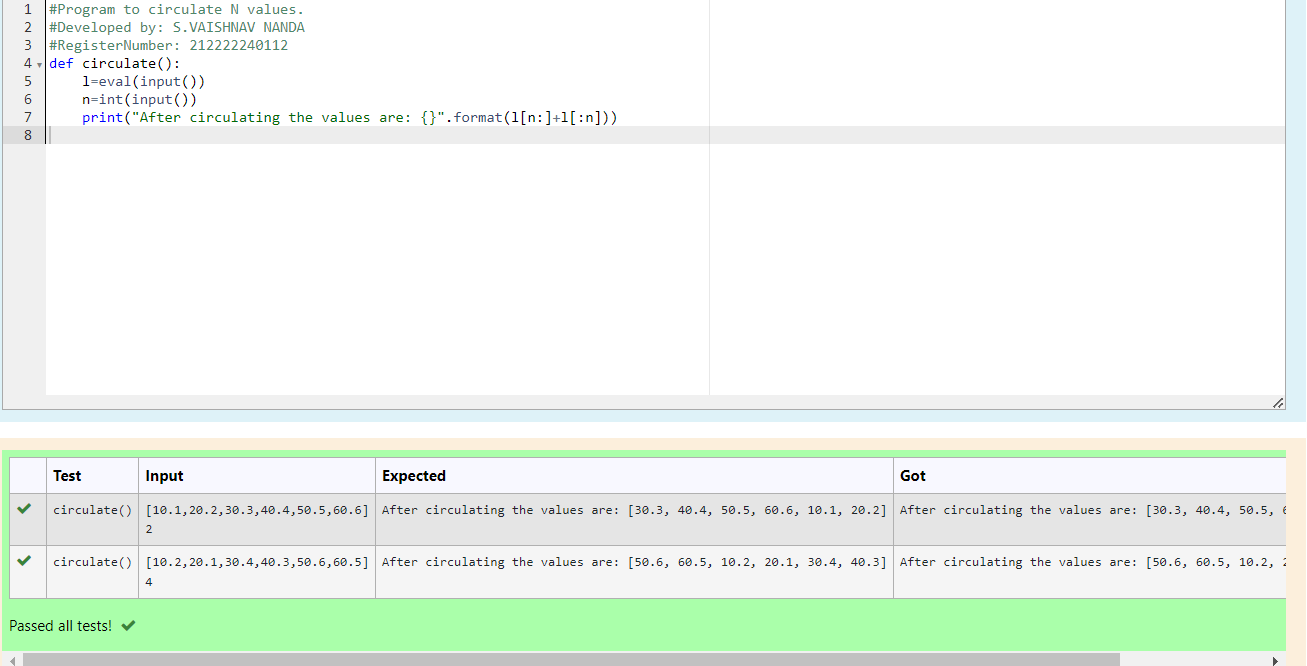 1 #Program to circulate N values.
2 #Developed by: S.VAISHNAV NANDA
3 #RegisterNumber: 212222240112
4 def circulate():
5     l=eval(input())
6     n=int(input())
7     print("After circulating the values are: {}".format(l[n:]+l[:n]))
8
Test Input Expected Got
circulate() [10.1,20.2,30.3,40.4,50.5,60.6] After circulating the values are: [30.3, 40.4, 50.5, 60.6, 10.1, 20.2] After circulating the values are: [30.3, 40.4, 50.5,
2
circulate() [10.2,20.1,30.4,40.3,50.6,60.5] After circulating the values are: [50.6, 60.5, 10.2, 20.1, 30.4, 40.3] After circulating the values are: [50.6, 60.5, 10.2,
4
Passed all tests!